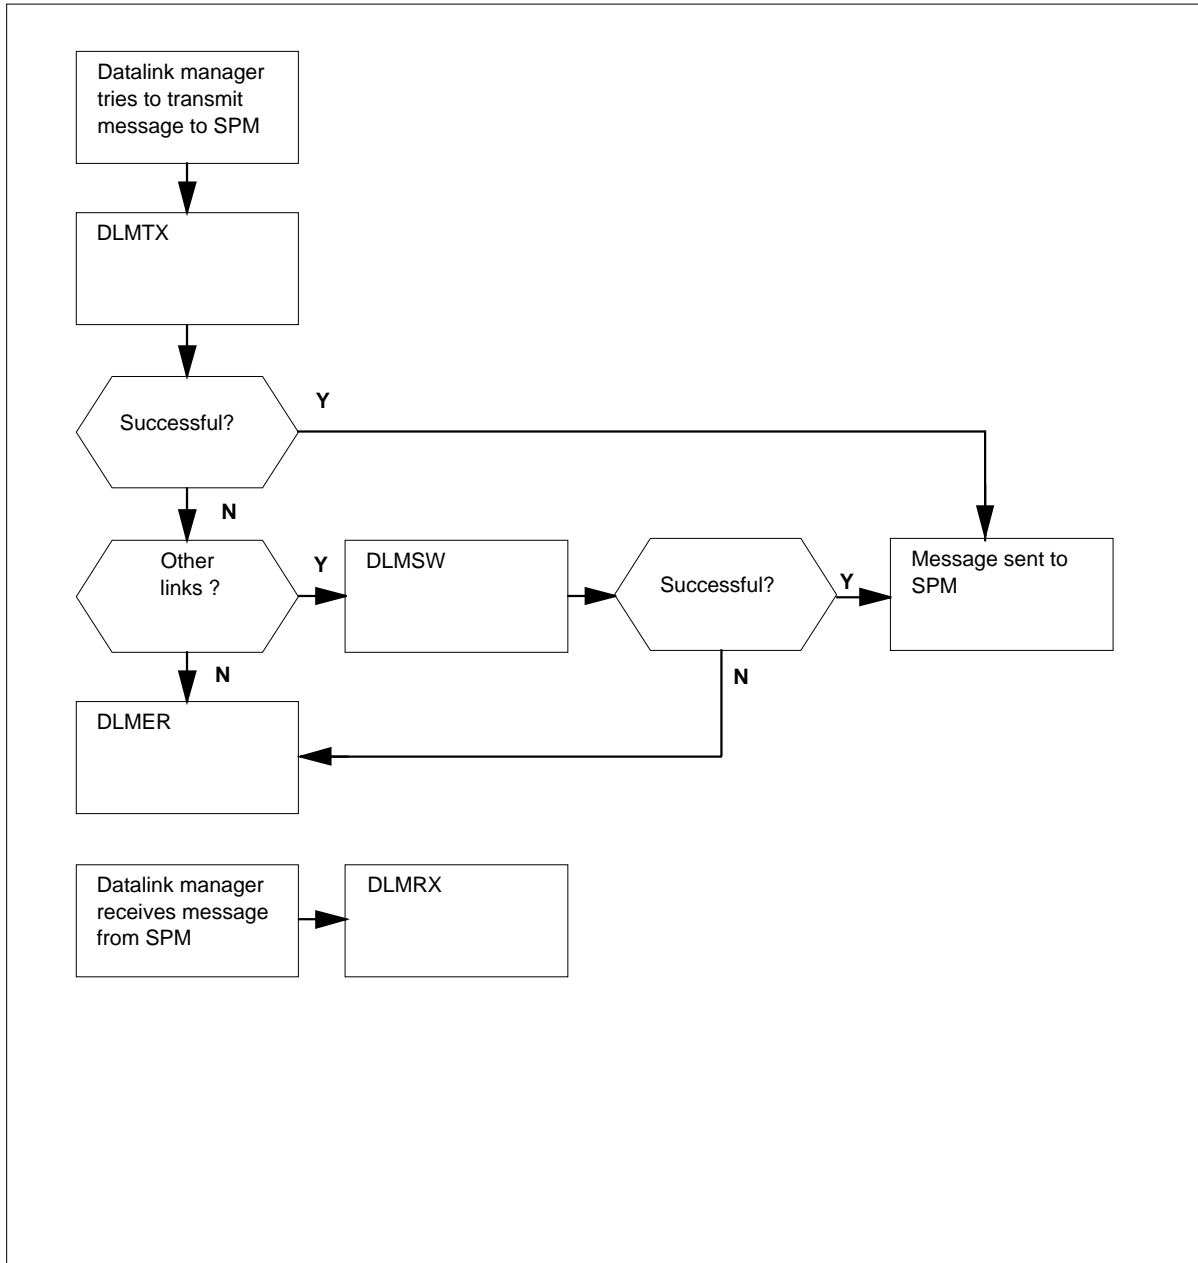 Datalink manager
tries to transmit
message to SPM
DLMTX
Successful?
Y
N
Other
links ?
Y
DLMSW
Successful?
Y
Message sent to
SPM
N
N
DLMER
Datalink manager
receives message
from SPM
DLMRX